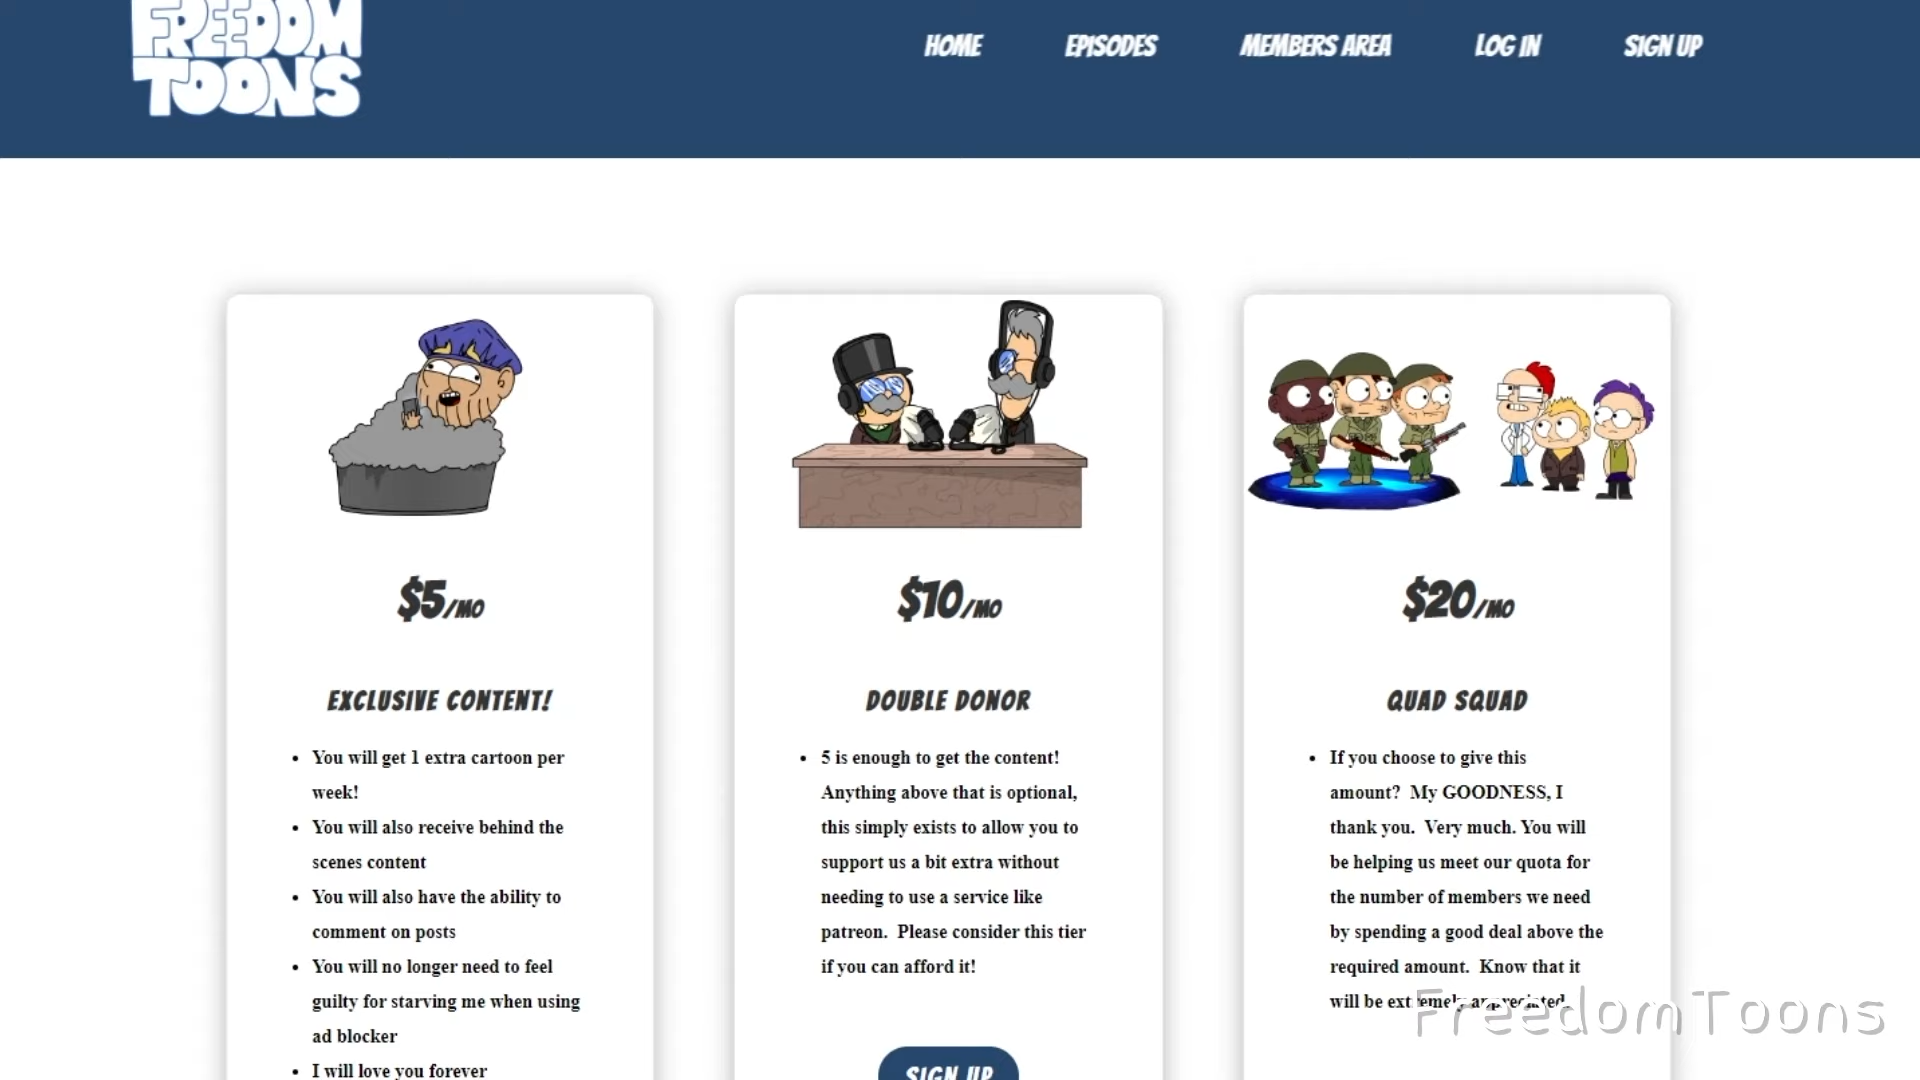 FREEDOM
TOONS
HOME
EPISODES
MEMBERS AREA
LOG IN
SIGN UP
$5/MO
EXCLUSIVE CONTENT!
• You will get 1 extra cartoon per
week!
• You will also receive behind the
scenes content
• You will also have the ability to
comment on posts
• You will no longer need to feel
guilty for starving me when using
ad blocker
• I will love you forever
$10/MO
DOUBLE DONOR
• 5 is enough to get the content!
Anything above that is optional,
this simply exists to allow you to
support us a bit extra without
needing to use a service like
patreon.  Please consider this tier
if you can afford it!
SIGN UP
$20/MO
QUAD SQUAD
• If you choose to give this
amount?  My GOODNESS, I
thank you.  Very much. You will
be helping us meet our quota for
the number of members we need
by spending a good deal above the
required amount.  Know that it
will be extremely appreciated.
FreedomToons